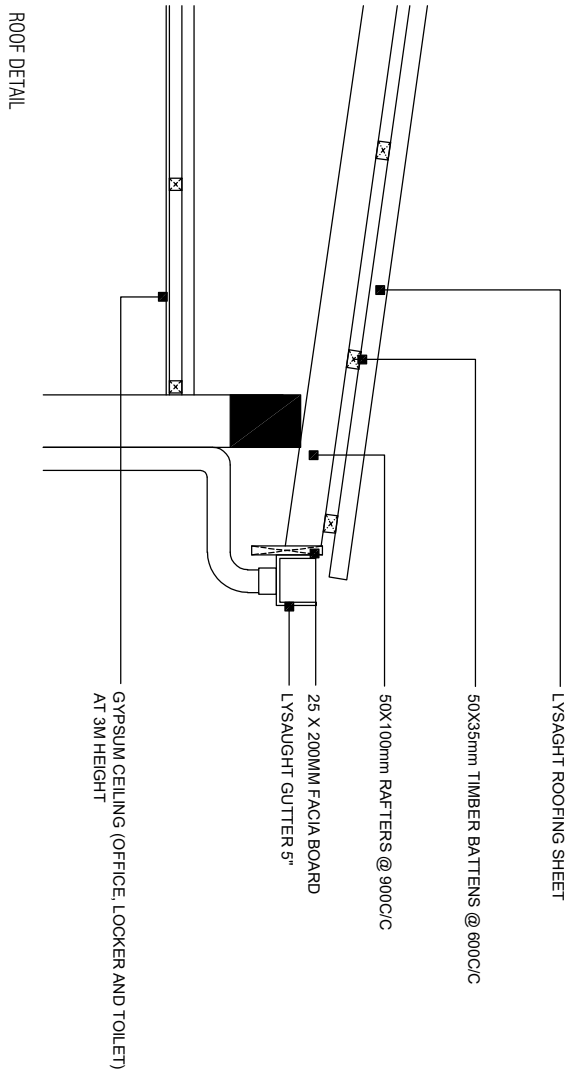 LYSAGHT ROOFING SHEET
50X35mm TIMBER BATTENS @ 600C/C
50X100mm RAFTERS @ 900C/C
25 X 200MM FACIA BOARD
LYSAUGHT GUTTER 5"
GYPSUM CEILING (OFFICE, LOCKER AND TOILET)
AT 3M HEIGHT
ROOF DETAIL